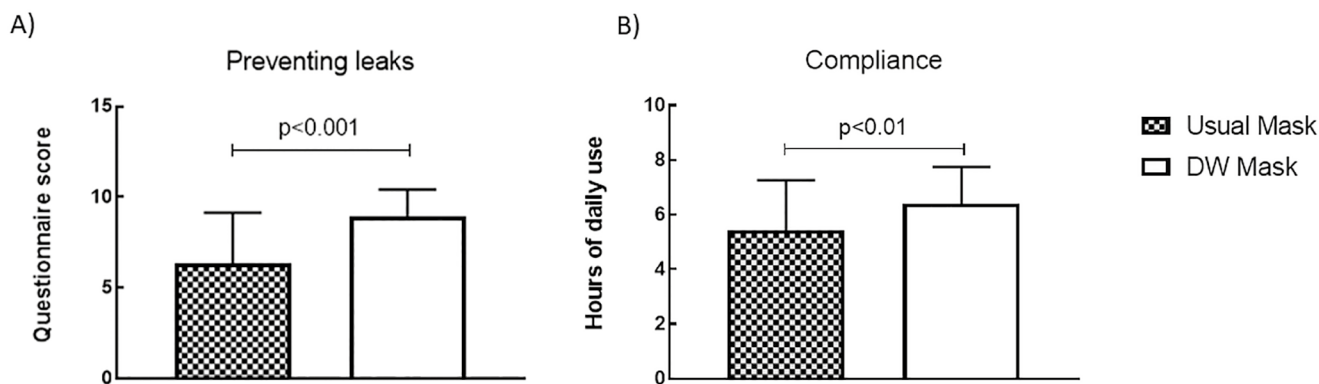 A)
Preventing leaks
Questionnaire score
15
10
5
0
p<0.001
B)
Compliance
Hours of daily use
10
8
6
4
2
0
p<0.01
Usual Mask
DW Mask